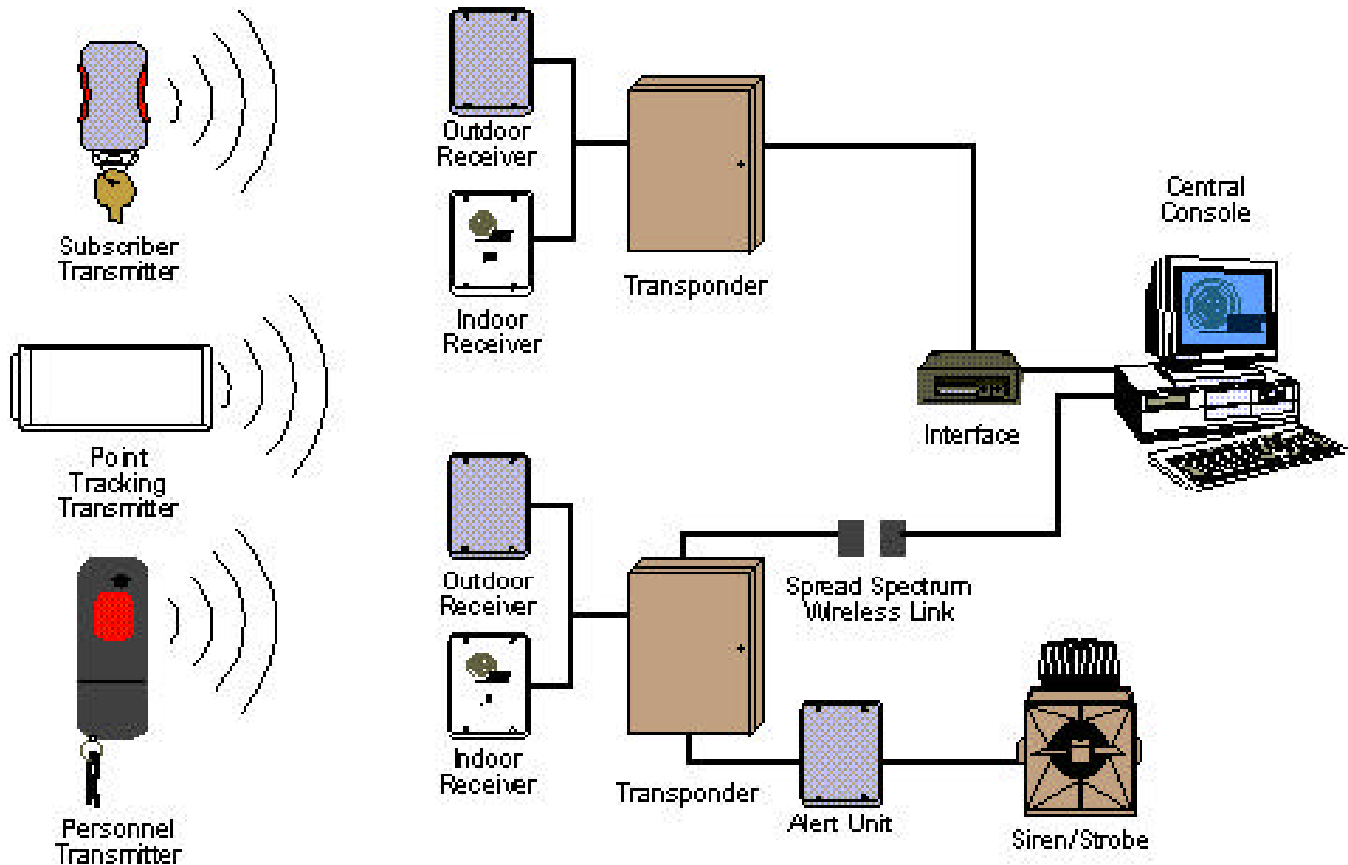 Subscriber
Transmitter
Point
Tracking
Transmitter
Personnel
Transmitter
Outdoor
Receiver
Indoor
Receiver
Transponder
Central
Console
Interface
Outdoor
Receiver
Indoor
Receiver
Transponder
Spread Spectrum
Wireless Link
Alert Unit
Siren/Strobe